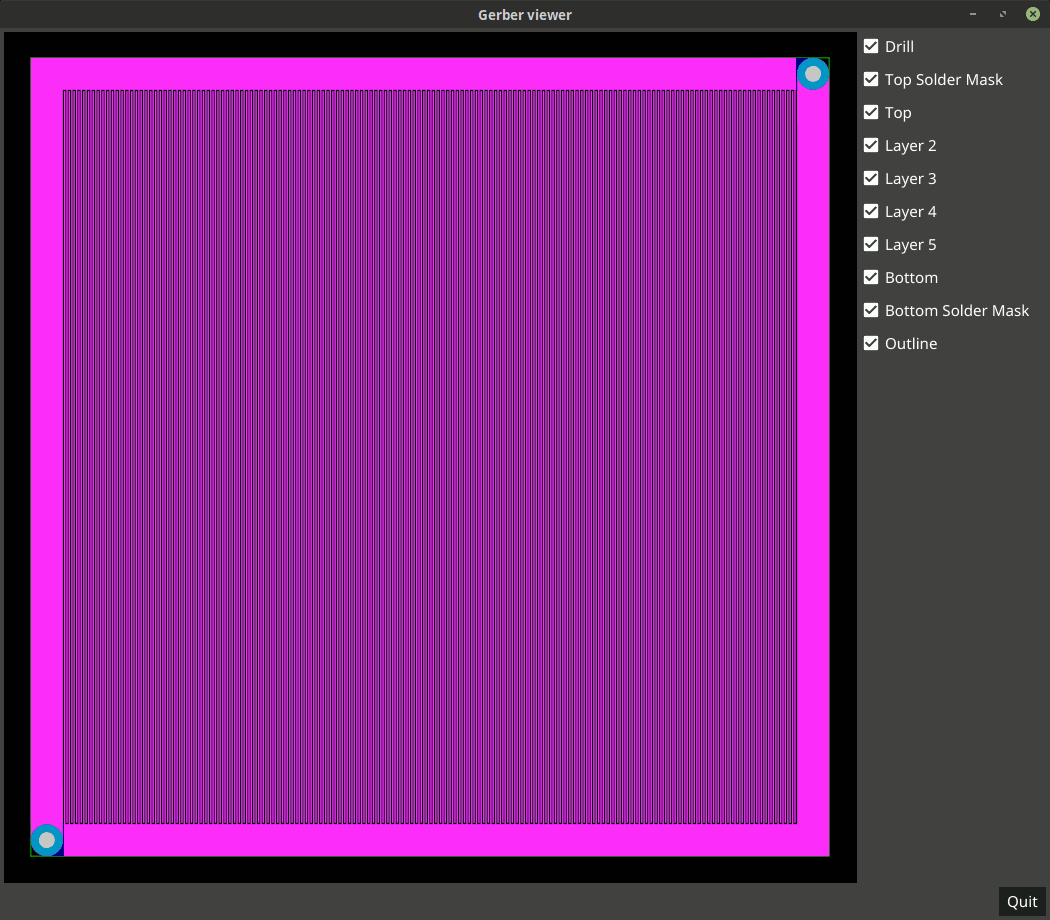 Gerber viewer
Drill
Top Solder Mask
Top
Layer 2
Layer 3
Layer 4
Layer 5
Bottom
Bottom Solder Mask
Outline
Quit